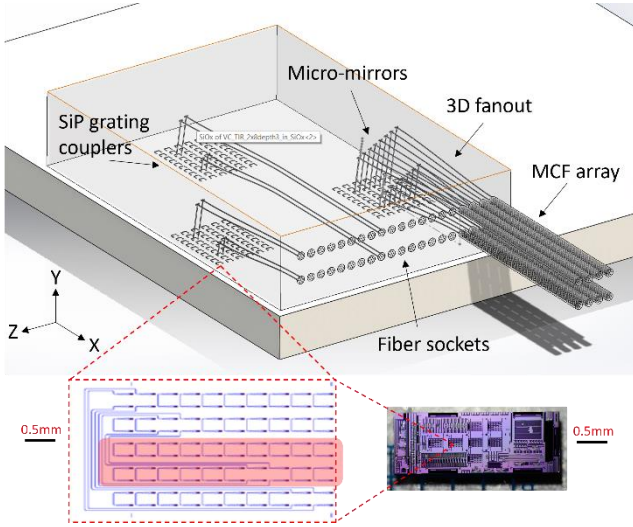 Micro-mirrors
3D fanout
SiP grating
couplers
SiOx of VC_TIR_2x8depth3_in_SiOx<2>
MCF array
Y
Z
X
Fiber sockets
0.5mm
0.5mm